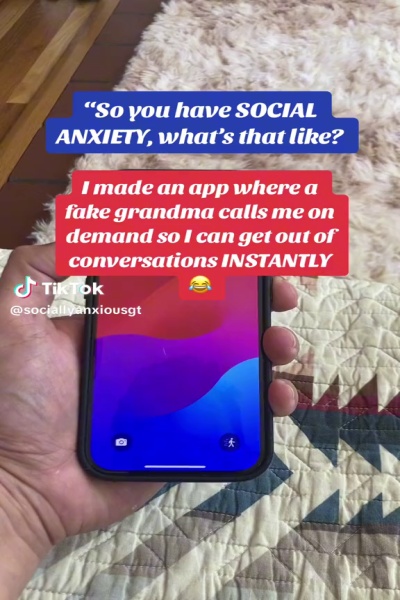 “So you have SOCIAL
ANXIETY, what’s that like?
I made an app where a
fake grandma calls me on
demand so I can get out of
conversations INSTANTLY
😂
TikTok
@sociallyanxiousgt